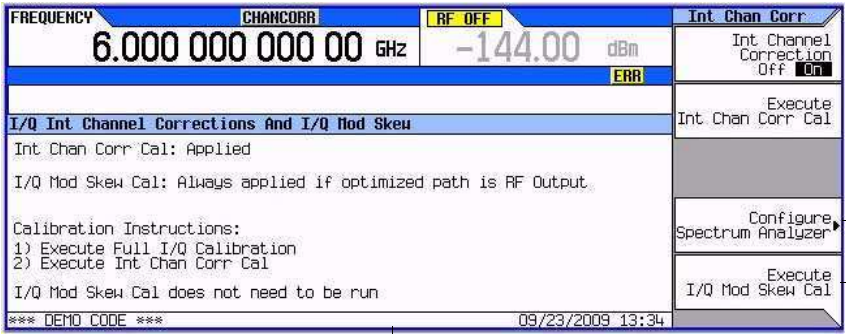 FREQUENCY CHANCORR RF OFF
6.000 000 000 00 GHz -144.00 dBm
ERR
I/Q Int Channel Corrections And I/Q Mod Skew
Int Chan Corr Cal: Applied
I/Q Mod Skew Cal: Always applied if optimized path is RF Output
Calibration Instructions:
1) Execute Full I/Q Calibration
2) Execute Int Chan Corr Cal
I/Q Mod Skew Cal does not need to be run
*** DEMO CODE *** 09/23/2009 13:34
Int Chan Corr
Int Channel
Correction
Off On
Execute
Int Chan Corr Cal
Configure
Spectrum Analyzer
Execute
I/Q Mod Skew Cal